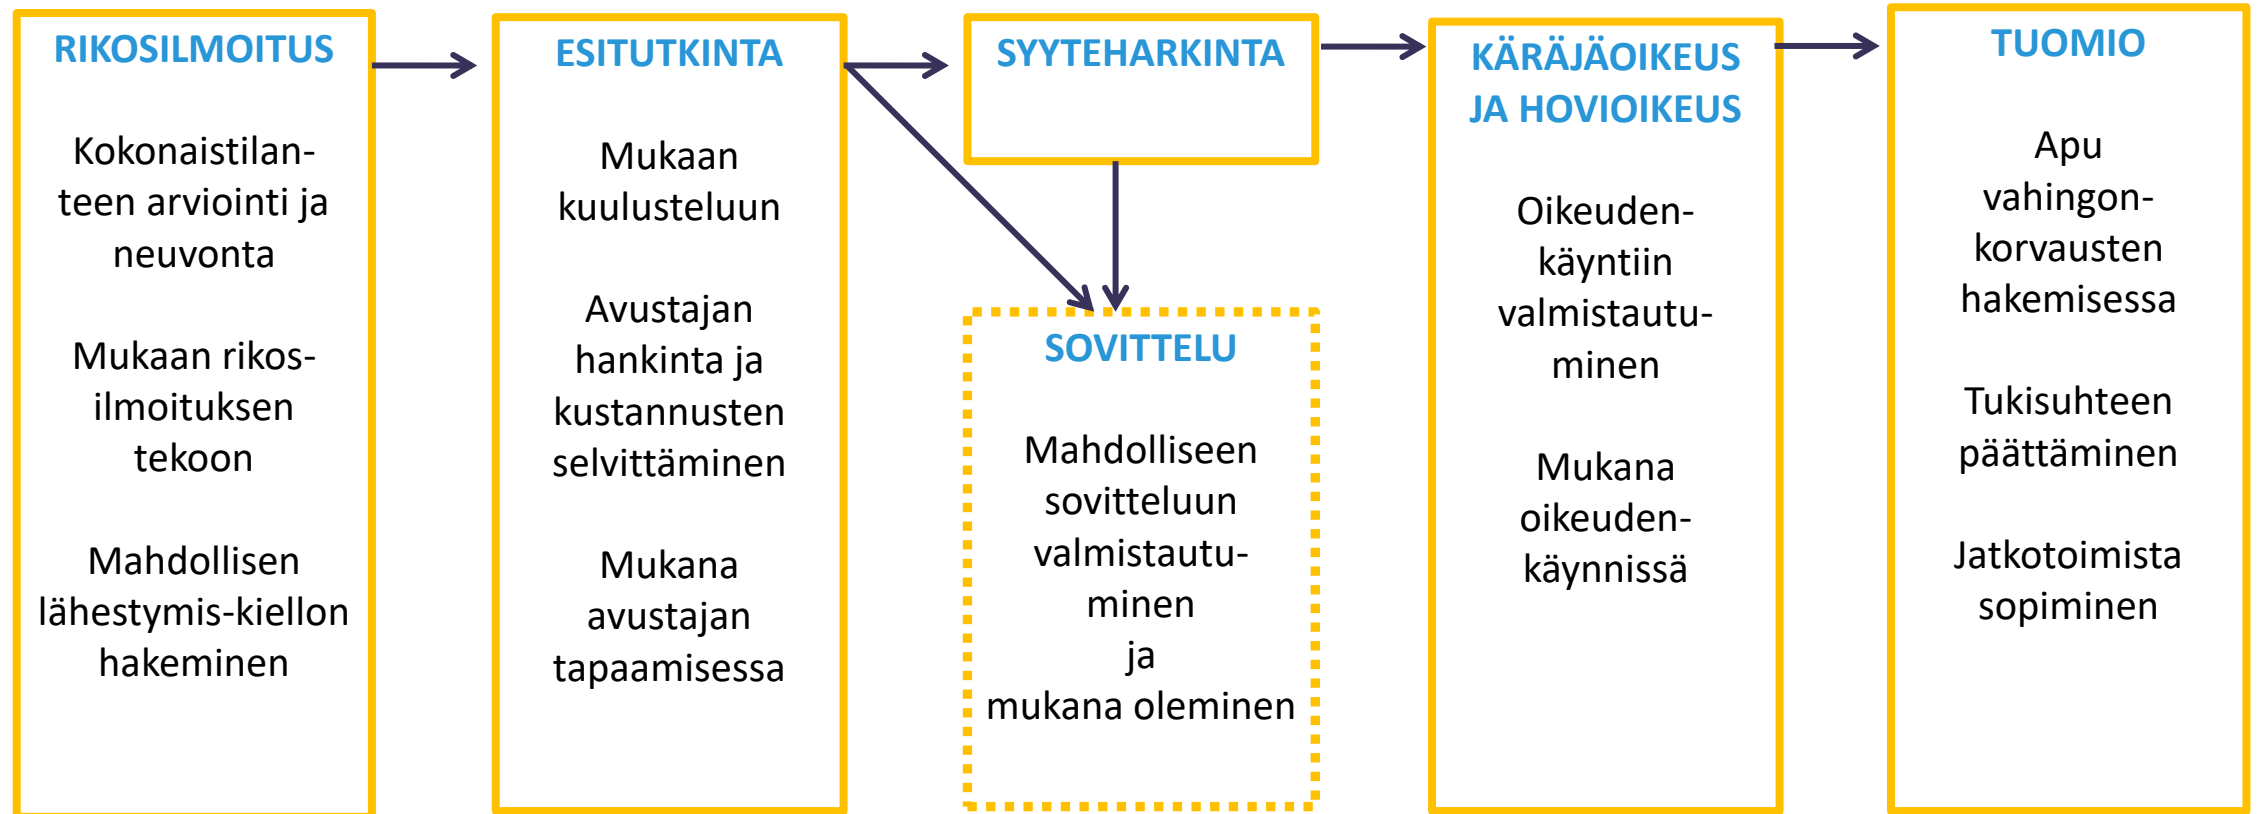 RIKOSILMOITUS
Kokonaistilan-
teen arviointi ja
neuvonta
Mukaan rikos-
ilmoituksen
tekoon
Mahdollisen
lähestymis-kiellon
hakeminen
ESITUTKINTA
Mukaan
kuulusteluun
Avustajan
hankinta ja
kustannusten
selvittäminen
Mukana
avustajan
tapaamisessa
SYYTEHARKINTA
SOVITTELU
Mahdolliseen
sovitteluun
valmistautu-
minen
ja
mukana oleminen
KÄRÄJÄOIKEUS
JA HOVIOIKEUS
Oikeuden-
käyntiin
valmistautu-
minen
Mukana
oikeuden-
käynnissä
TUOMIO
Apu
vahingon-
korvausten
hakemisessa
Tukisuhteen
päättäminen
Jatkotoimista
sopiminen